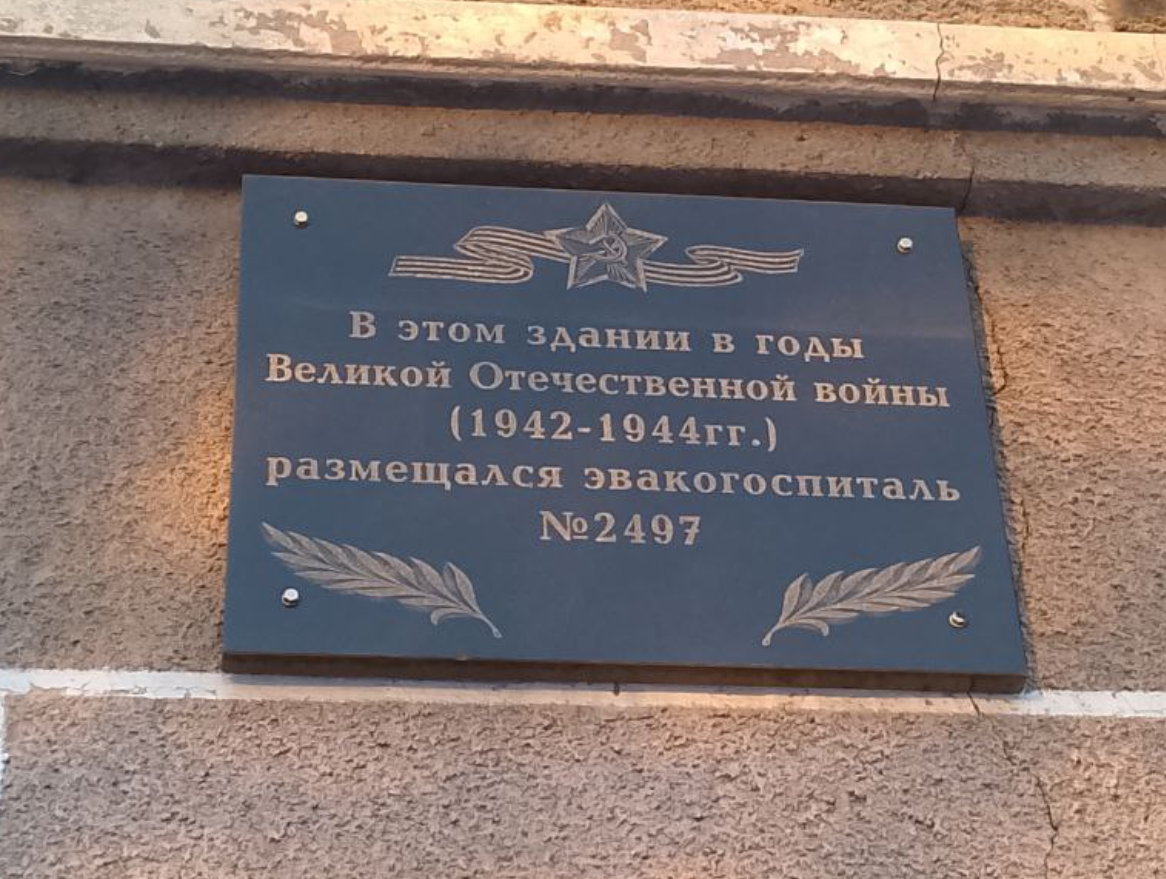 В этом здании в годы
Великой Отечественной войны
(1942-1944гг.)
размещался эвакогоспиталь
№2497